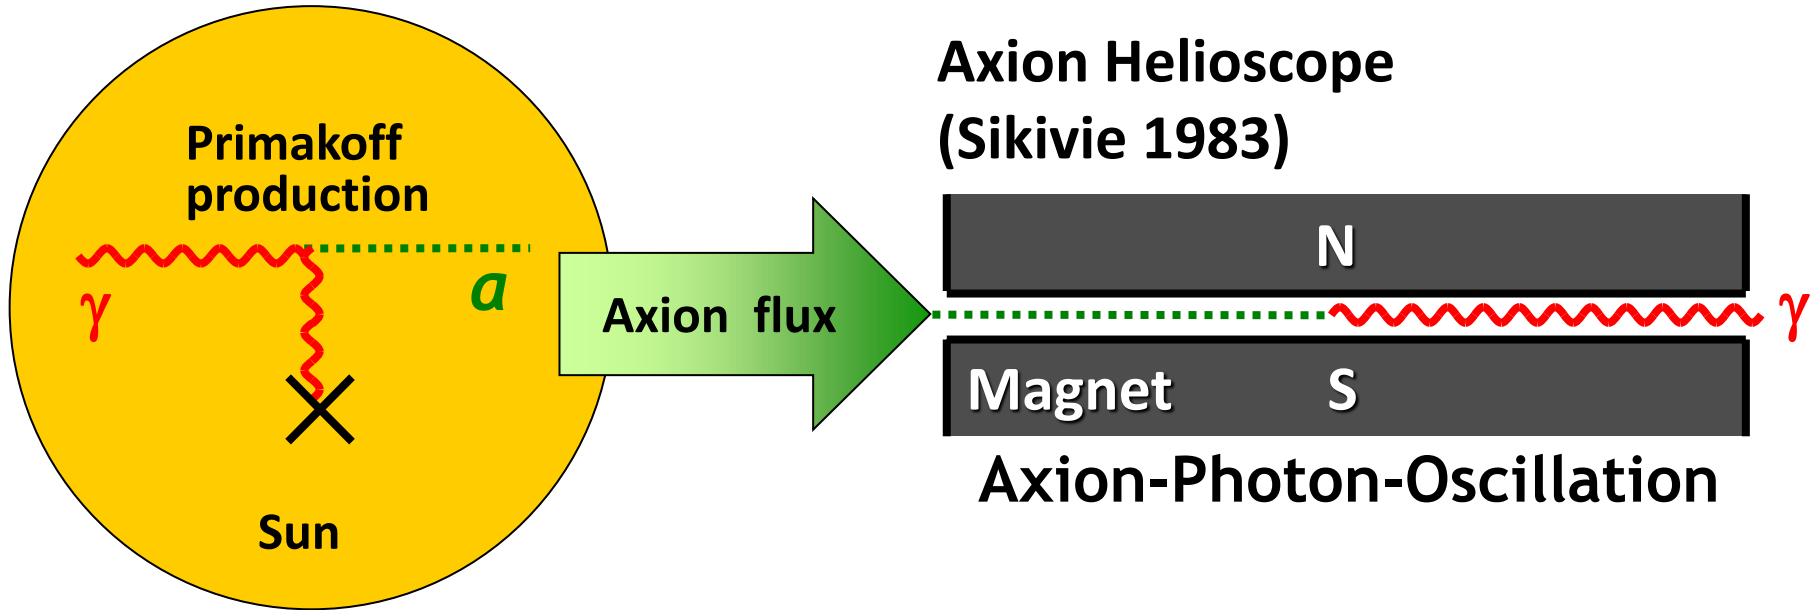 Primakoff
production
γ
a
Sun
Axion flux
Axion Helioscope
(Sikivie 1983)
N
γ
Magnet S
Axion-Photon-Oscillation